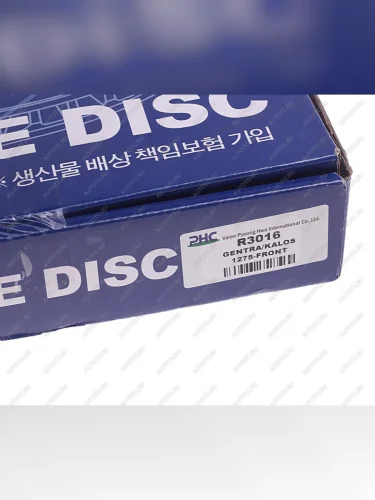 E DISC
※ 생산물 배상 책임보험 가입
E DISC
PHC Valeo Pyeong Hwa International Co.,Ltd.
R3016
GENTRA/KALOS
1275-FRONT